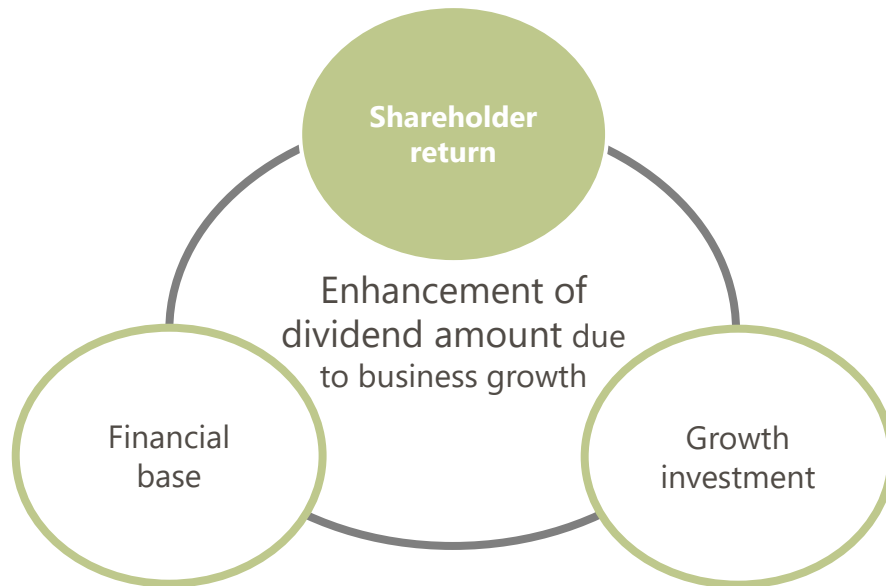 Shareholder
return
Enhancement of
dividend amount due
to business growth
Financial
base
Growth
investment